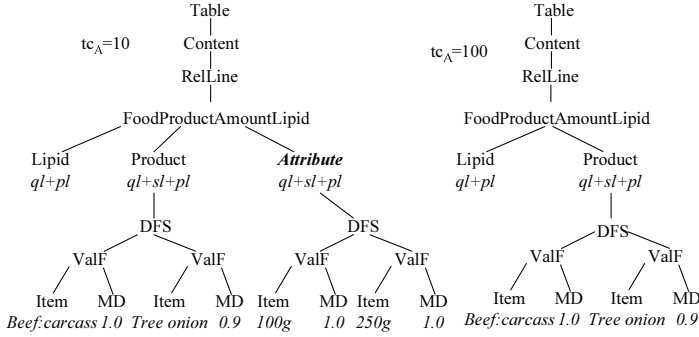 Table Table
tcA=10 Content tcA=100 Content
RelLine RelLine
FoodProductAmountLipid FoodProductAmountLipid
Lipid Product Attribute Lipid Product
ql+pl ql+sl+pl ql+sl+pl ql+pl ql+sl+pl
DFS DFS DFS
ValF ValF ValF ValF ValF ValF
Item MD Item MD Item MD Item MD Item MD Item MD
Beef:carcass 1.0 Tree onion 0.9 100g 1.0 250g 1.0 Beef:carcass 1.0 Tree onion 0.9